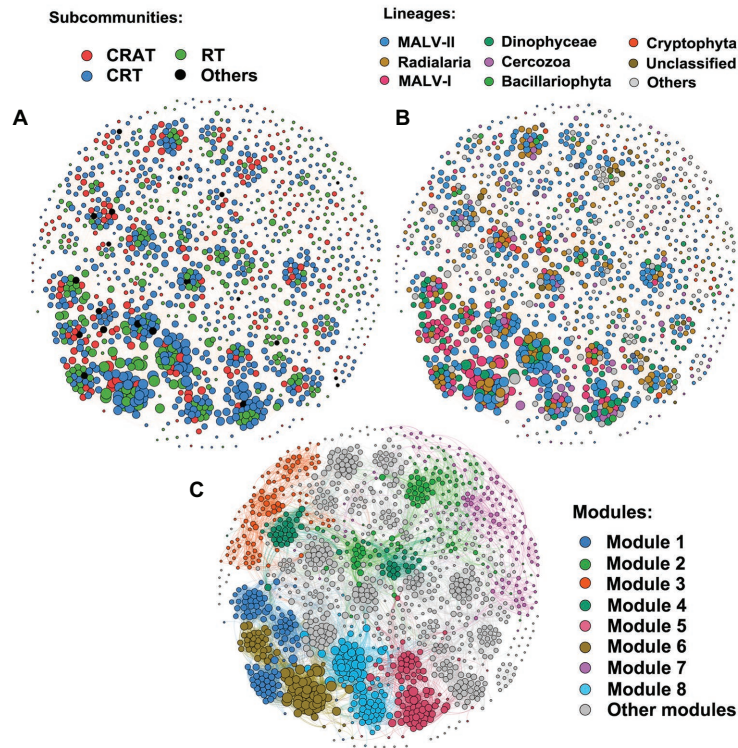 Subcommunities:
CRAT
RT
CRT
Others
Lineages:
MALV-II
Dinophyceae
Cryptophyta
Radialaria
Cercozoa
Unclassified
MALV-I
Bacillariophyta
Others
A
B
C
Modules:
Module 1
Module 2
Module 3
Module 4
Module 5
Module 6
Module 7
Module 8
Other modules